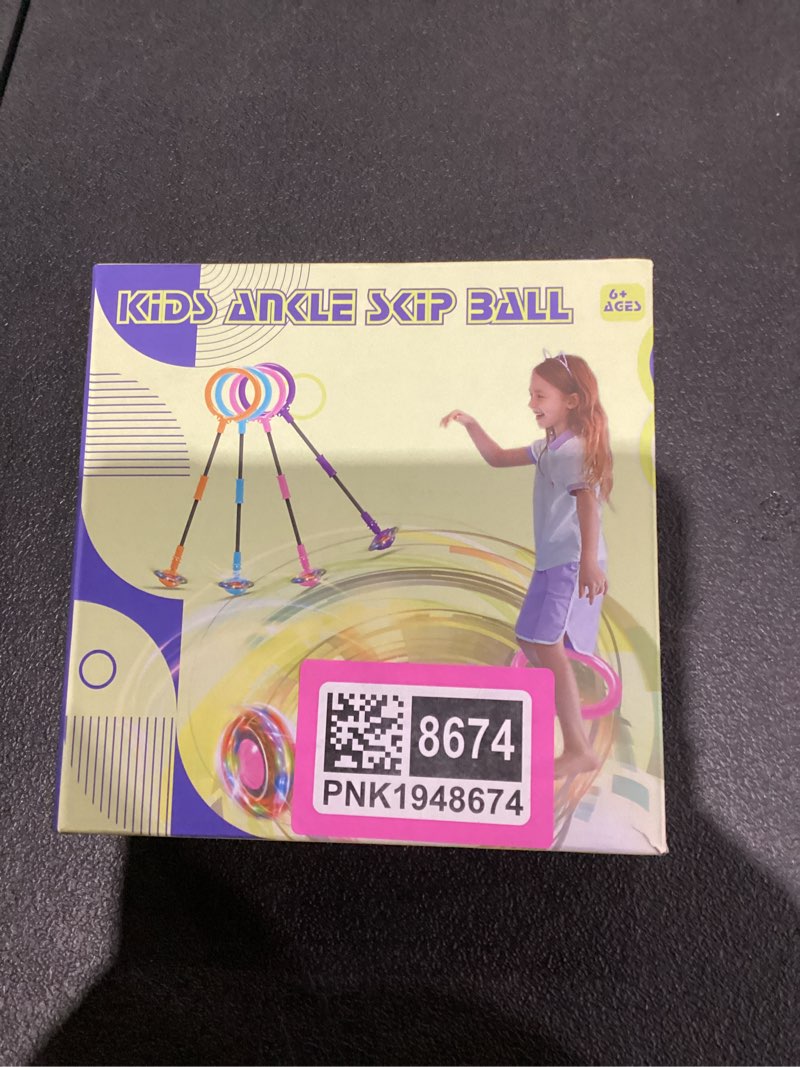 KiDS ANKLE SKiP BALL
6+
AGES
8674
PNK1948674